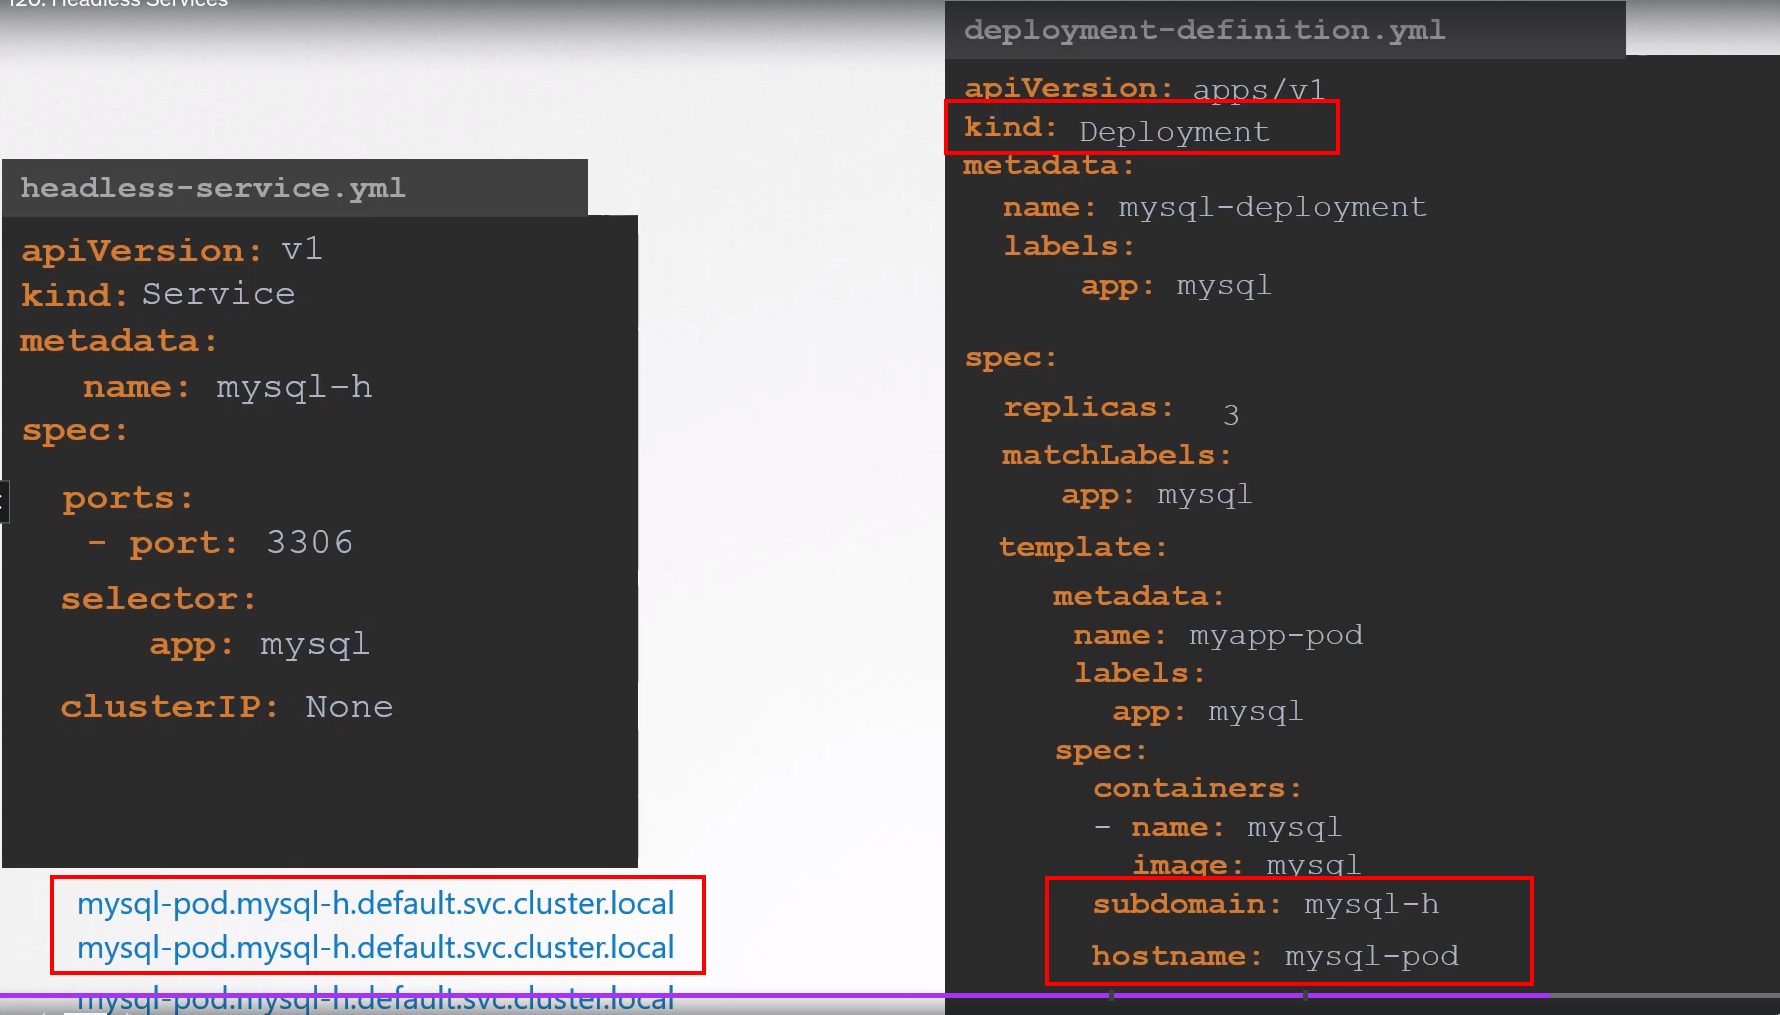 120. Headless Services
headless-service.yml
apiVersion: v1
kind: Service
metadata:
name: mysql-h
spec:
ports:
- port: 3306
selector:
app: mysql
clusterIP: None
mysql-pod.mysql-h.default.svc.cluster.local
mysql-pod.mysql-h.default.svc.cluster.local
mysql-pod.mysql-h.default.svc.cluster.local
deployment-definition.yml
apiVersion: apps/v1
kind: Deployment
metadata:
name: mysql-deployment
labels:
app: mysql
spec:
replicas: 3
matchLabels:
app: mysql
template:
metadata:
name: myapp-pod
labels:
app: mysql
spec:
containers:
- name: mysql
image: mysql
subdomain: mysql-h
hostname: mysql-pod